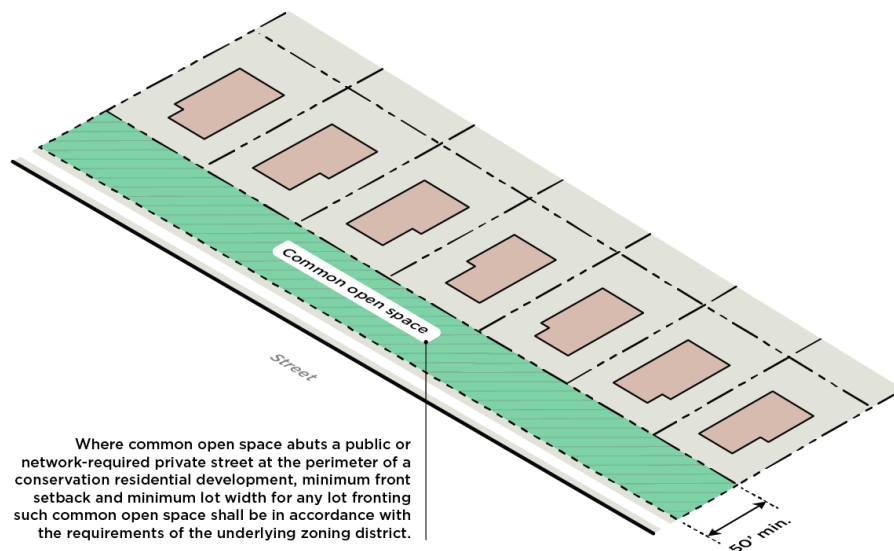 Common open space
Street
Where common open space abuts a public or
network-required private street at the perimeter of a
conservation residential development, minimum front
setback and minimum lot width for any lot fronting
such common open space shall be in accordance with
the requirements of the underlying zoning district.
50' min.